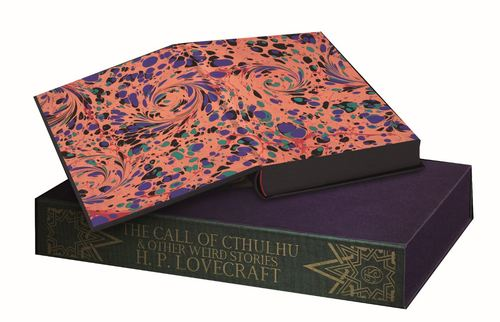 THE CALL OF CTHULHU
& OTHER WEIRD STORIES
H. P. LOVECRAFT